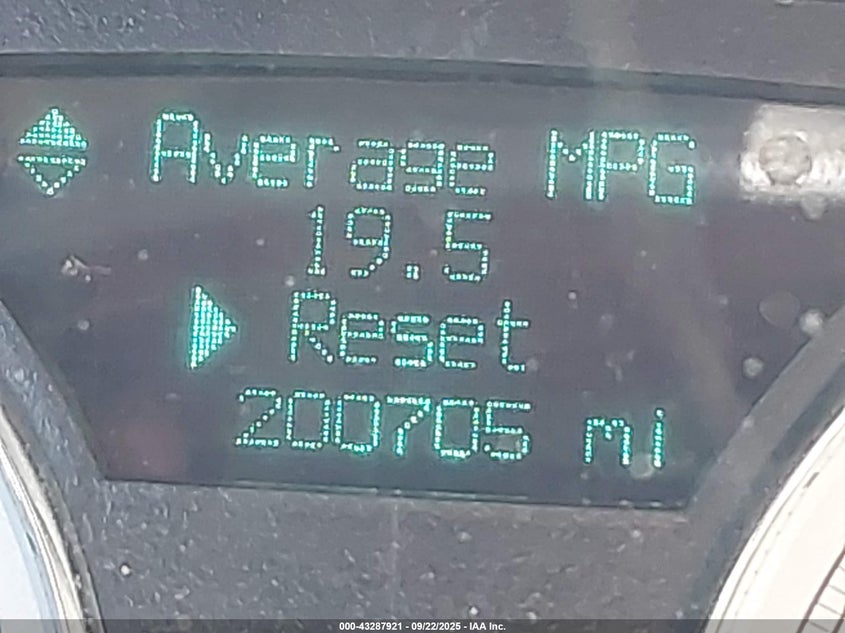 Average MPG
19.5
Reset
200705 mi
000-43287921 - 09/22/2025 - IAA Inc.